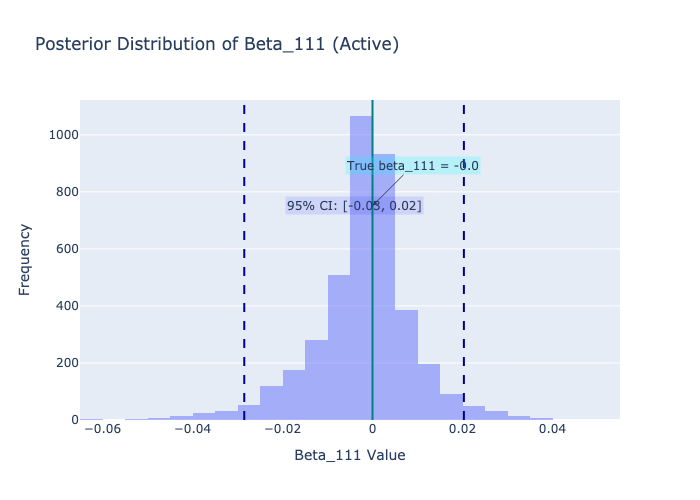 Posterior Distribution of Beta_111 (Active)
1000
True beta_111 = -0.0
800
95% CI: [-0.03, 0.02]
600
Frequency
400
200
0
−0.06 −0.04 −0.02 0 0.02 0.04
Beta_111 Value